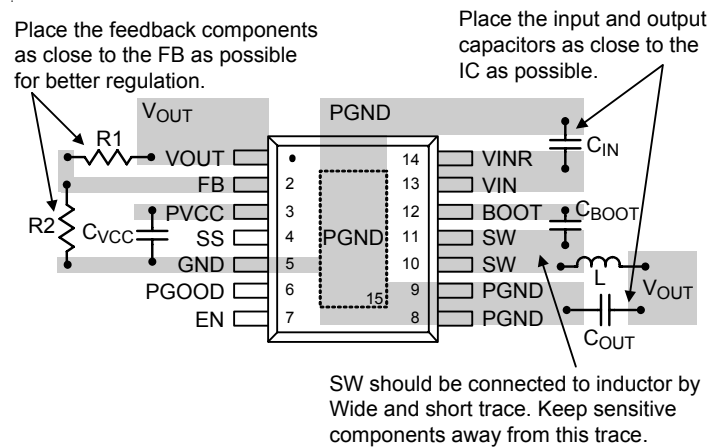 Place the feedback components
as close to the FB as possible
for better regulation.
Place the input and output
capacitors as close to the
IC as possible.
VOUT
PGND
R1
CIN
VOUT
14
VINR
FB
2
13
VIN
PVCC
3
12
BOOT
CBOOT
R2
CVCC
SS
4
PGND
11
SW
GND
5
10
SW
L
VOUT
PGOOD
6
15
9
PGND
EN
7
8
PGND
COUT
SW should be connected to inductor by
Wide and short trace. Keep sensitive
components away from this trace.